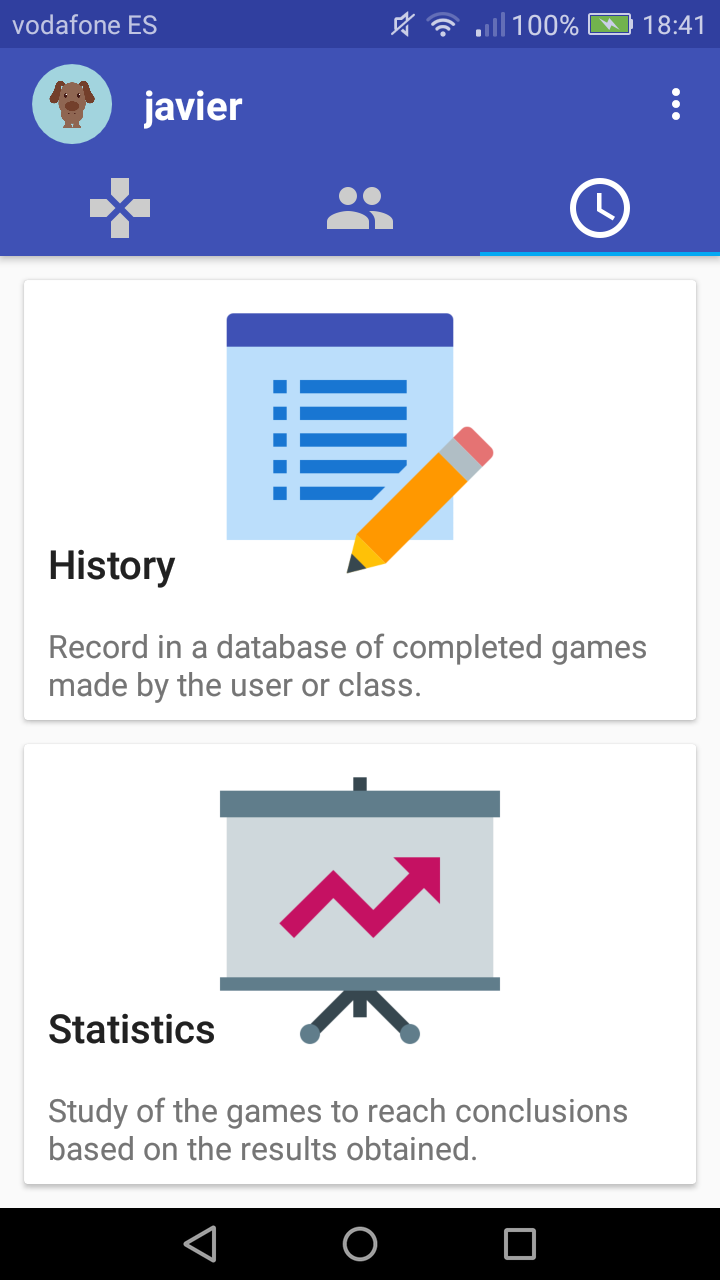 vodafone ES 100% 18:41
javier
History
Record in a database of completed games
made by the user or class.
Statistics
Study of the games to reach conclusions
based on the results obtained.